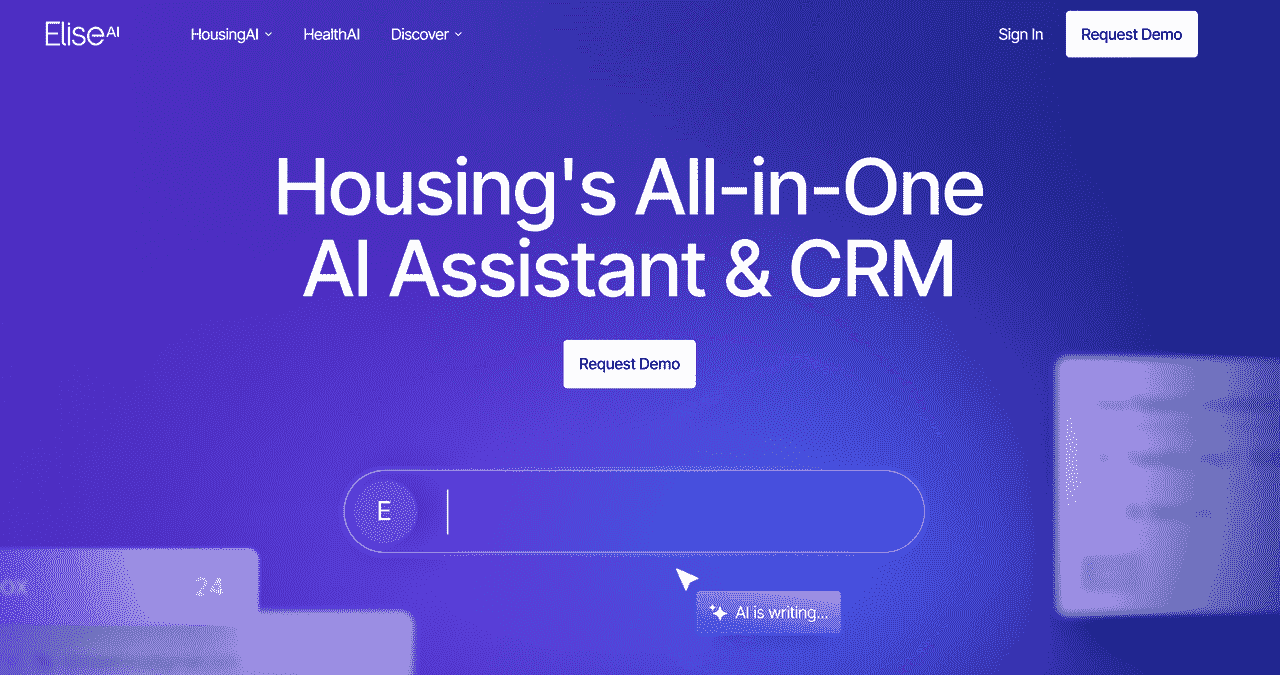 EliseAI
HousingAI
HealthAI
Discover
Sign In
Request Demo
Housing's All-in-One
AI Assistant & CRM
Request Demo
E
24
AI is writing...